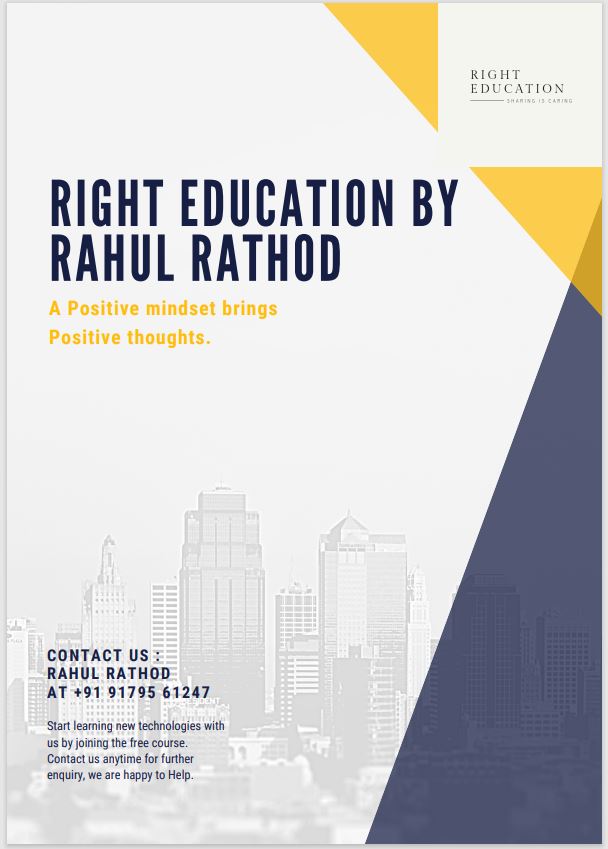 RIGHT
EDUCATION
SHARING IS CARING
RIGHT EDUCATION BY
RAHUL RATHOD
A Positive mindset brings
Positive thoughts.
CONTACT US :
RAHUL RATHOD
AT +91 91795 61247
Start learning new technologies with
us by joining the free course.
Contact us anytime for further
enquiry, we are happy to Help.